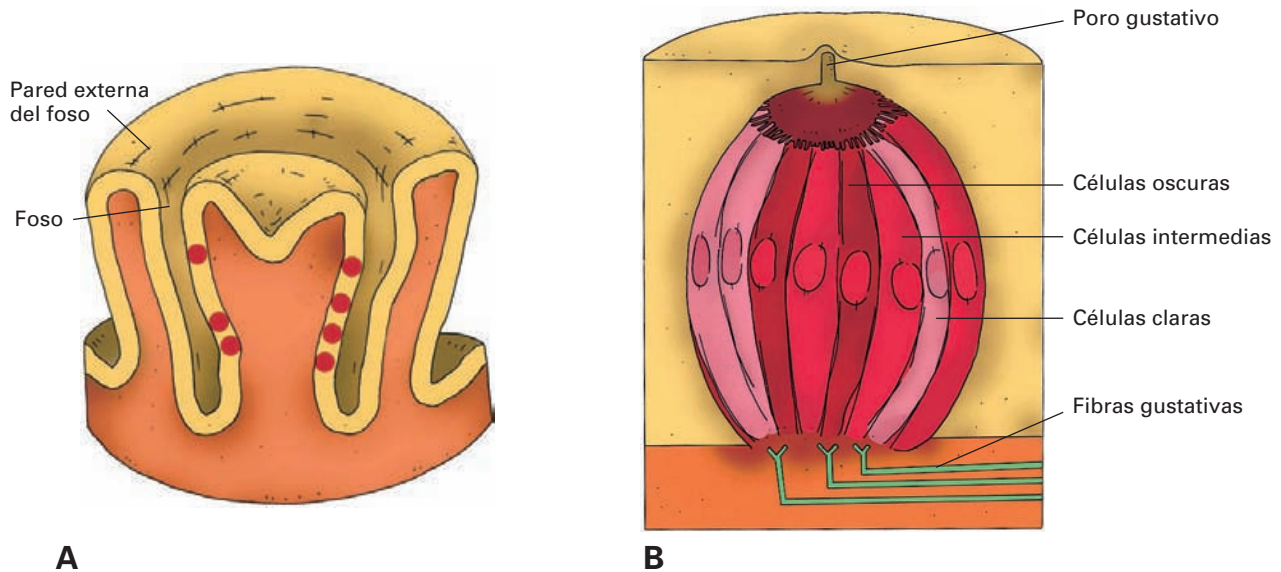 Pared externa
del foso
Foso
A
Poro gustativo
Células oscuras
Células intermedias
Células claras
Fibras gustativas
B